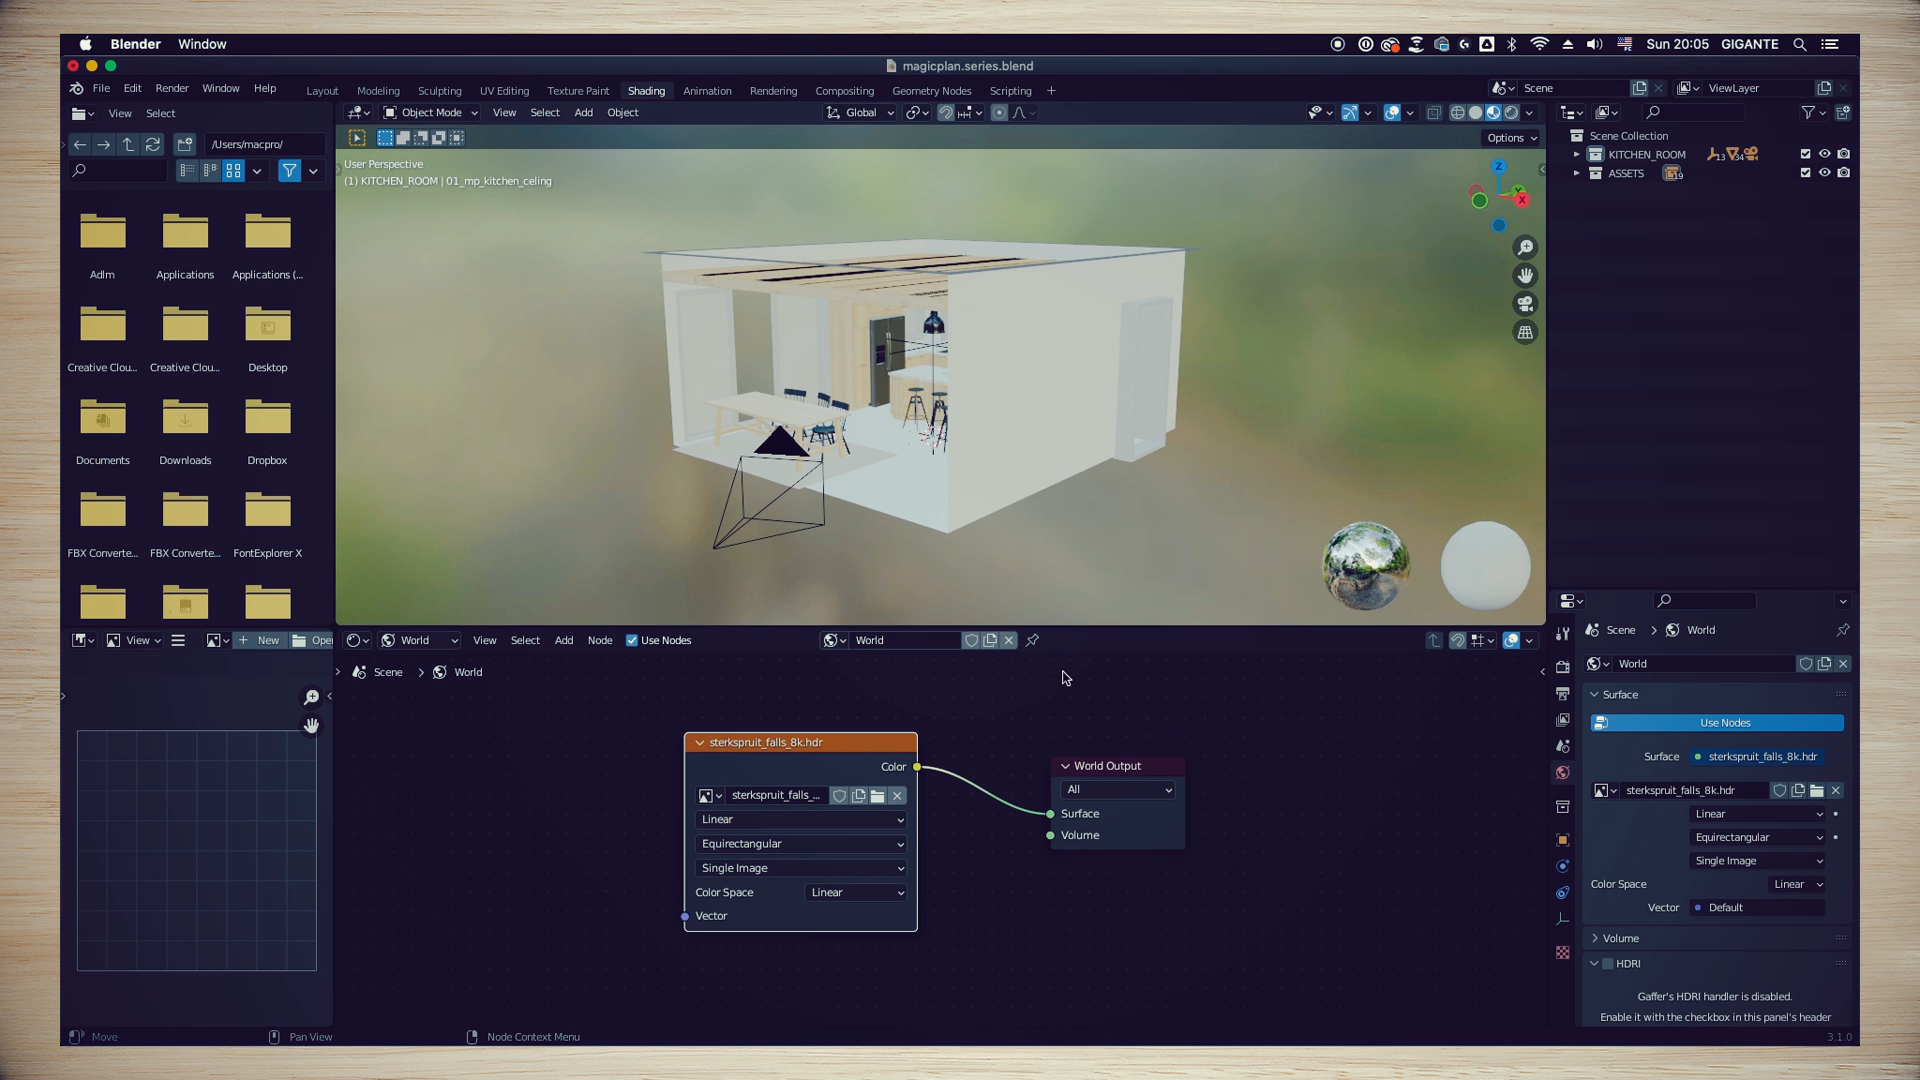 Blender Window
Sun 20:05 GIGANTE
magicplan.series.blend
File Edit Render Window Help
Layout Modeling Sculpting UV Editing Texture Paint Shading Animation Rendering Compositing Geometry Nodes Scripting +
Scene
ViewLayer
View Select
Object Mode View Select Add Object
Global
/Users/macpro/
Options
User Perspective
(1) KITCHEN_ROOM | 01_mp_kitchen_celing
Z
Y
X
Scene Collection
KITCHEN_ROOM 13 34
ASSETS 19
Adlm
Applications
Applications (...
Creative Clou...
Creative Clou...
Desktop
Documents
Downloads
Dropbox
FBX Converte...
FBX Converte...
FontExplorer X
View
New
Ope
World View Select Add Node Use Nodes
World
Scene > World
sterkspruit_falls_8k.hdr
Color
sterkspruit_falls_...
Linear
Equirectangular
Single Image
Color Space Linear
Vector
World Output
All
Surface
Volume
Scene > World
World
Surface
Use Nodes
Surface sterkspruit_falls_8k.hdr
sterkspruit_falls_8k.hdr
Linear
Equirectangular
Single Image
Color Space Linear
Vector Default
Volume
HDRI
Gaffer's HDRI handler is disabled.
Enable it with the checkbox in this panel's header
Move
Pan View
Node Context Menu
3.1.0